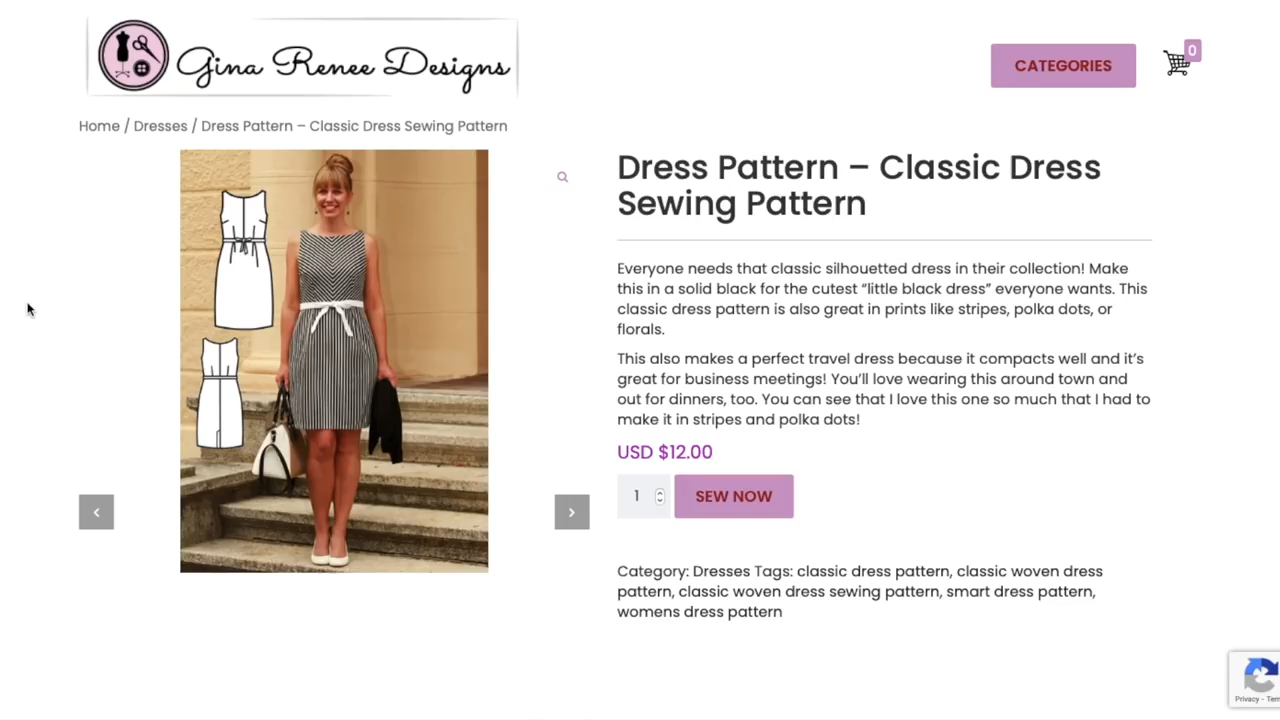 Gina Renee Designs
CATEGORIES
0
Home / Dresses / Dress Pattern – Classic Dress Sewing Pattern
Dress Pattern – Classic Dress
Sewing Pattern
Everyone needs that classic silhouetted dress in their collection! Make
this in a solid black for the cutest “little black dress” everyone wants. This
classic dress pattern is also great in prints like stripes, polka dots, or
florals.
This also makes a perfect travel dress because it compacts well and it’s
great for business meetings! You’ll love wearing this around town and
out for dinners, too. You can see that I love this one so much that I had to
make it in stripes and polka dots!
USD $12.00
1
SEW NOW
Category: Dresses Tags: classic dress pattern, classic woven dress
pattern, classic woven dress sewing pattern, smart dress pattern,
womens dress pattern
Privacy -